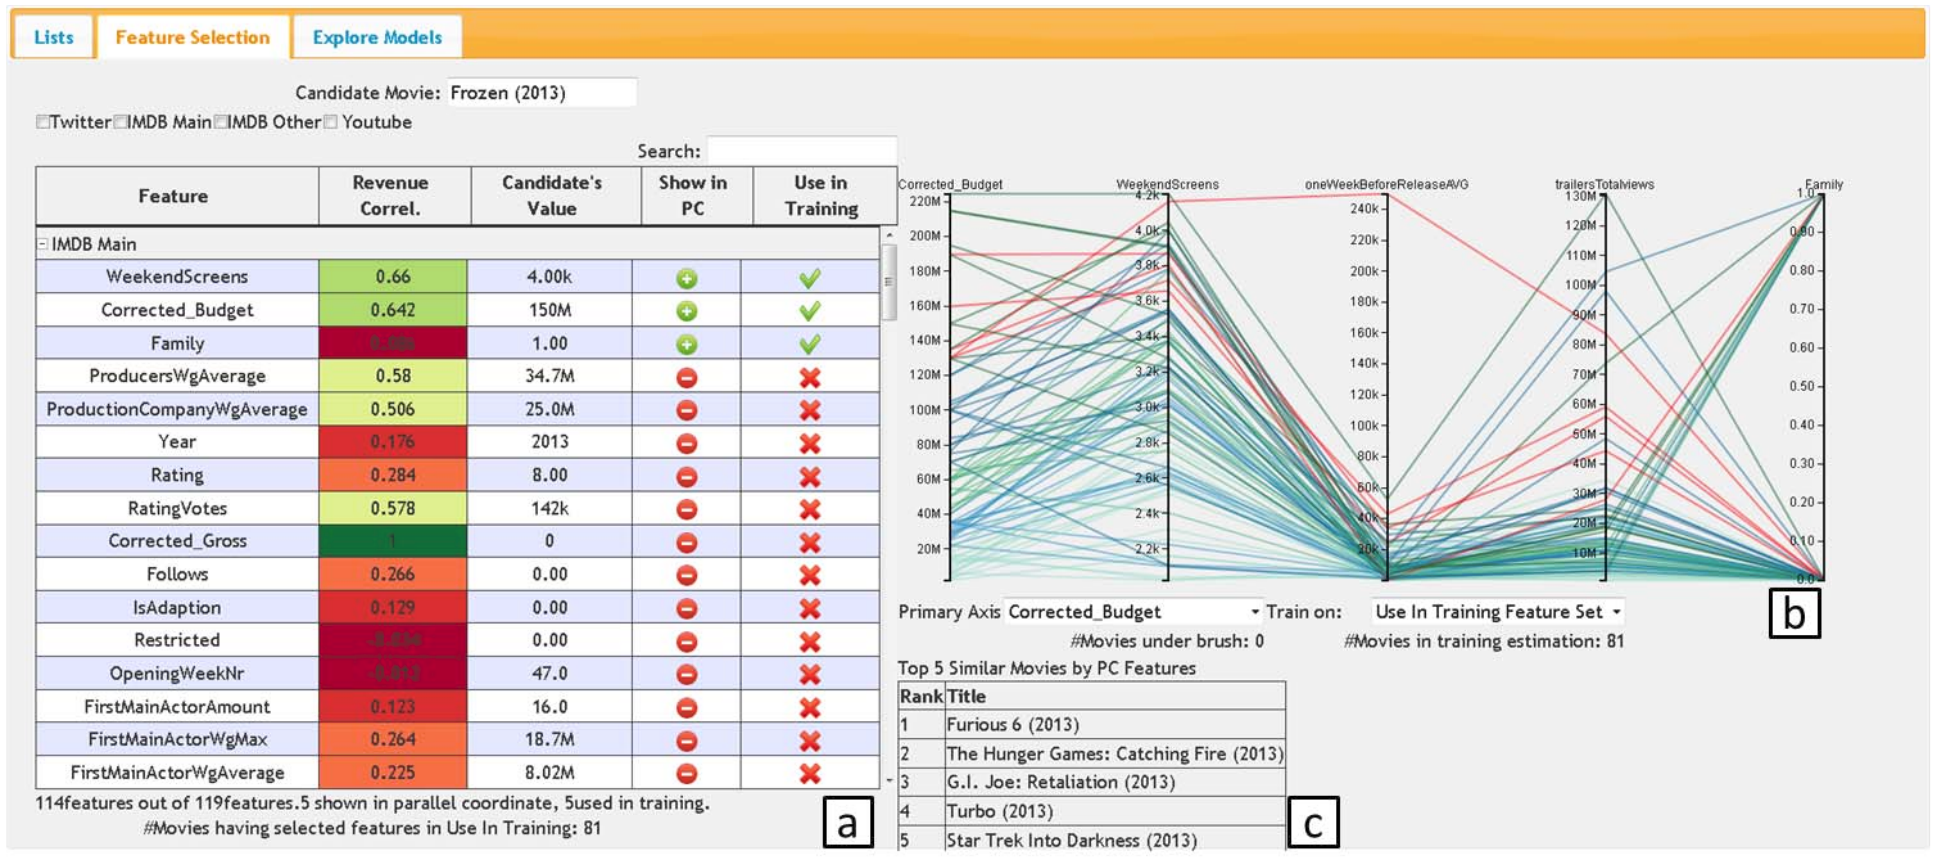 Lists Feature Selection Explore Models
Candidate Movie: Frozen (2013)
Twitter IMDB Main IMDB Other Youtube
Search:
Feature Revenue Correl. Candidate's Value Show in PC Use in Training
IMDB Main
WeekendScreens 0.66 4.00k
Corrected_Budget 0.642 150M
Family 1.00
ProducersWgAverage 0.58 34.7M
ProductionCompanyWgAverage 0.506 25.0M
Year 0.176 2013
Rating 0.284 8.00
RatingVotes 0.578 142k
Corrected_Gross 1 0
Follows 0.266 0.00
IsAdaption 0.129 0.00
Restricted 0.00
OpeningWeekNr 47.0
FirstMainActorAmount 0.123 16.0
FirstMainActorWgMax 0.264 18.7M
FirstMainActorWgAverage 0.225 8.02M
114features out of 119features.5 shown in parallel coordinate, 5used in training.
#Movies having selected features in Use In Training: 81
a
Corrected_Budget WeekendScreens oneWeekBeforeReleaseAVG trailersTotalviews Family
220M
200M
180M
160M
140M
120M
100M
80M
60M
40M
20M
4.2k
4.0k
3.8k
3.6k
3.4k
3.2k
3.0k
2.8k
2.6k
2.4k
2.2k
240k
220k
200k
180k
160k
140k
120k
100k
80k
60k
40k
20k
130M
120M
110M
100M
90M
80M
70M
60M
50M
40M
30M
20M
10M
1.0
0.90
0.80
0.70
0.60
0.50
0.40
0.30
0.20
0.10
0.0
b
Primary Axis Corrected_Budget Train on: Use In Training Feature Set
#Movies under brush: 0 #Movies in training estimation: 81
Top 5 Similar Movies by PC Features
Rank Title
1 Furious 6 (2013)
2 The Hunger Games: Catching Fire (2013)
3 G.I. Joe: Retaliation (2013)
4 Turbo (2013)
5 Star Trek Into Darkness (2013)
c